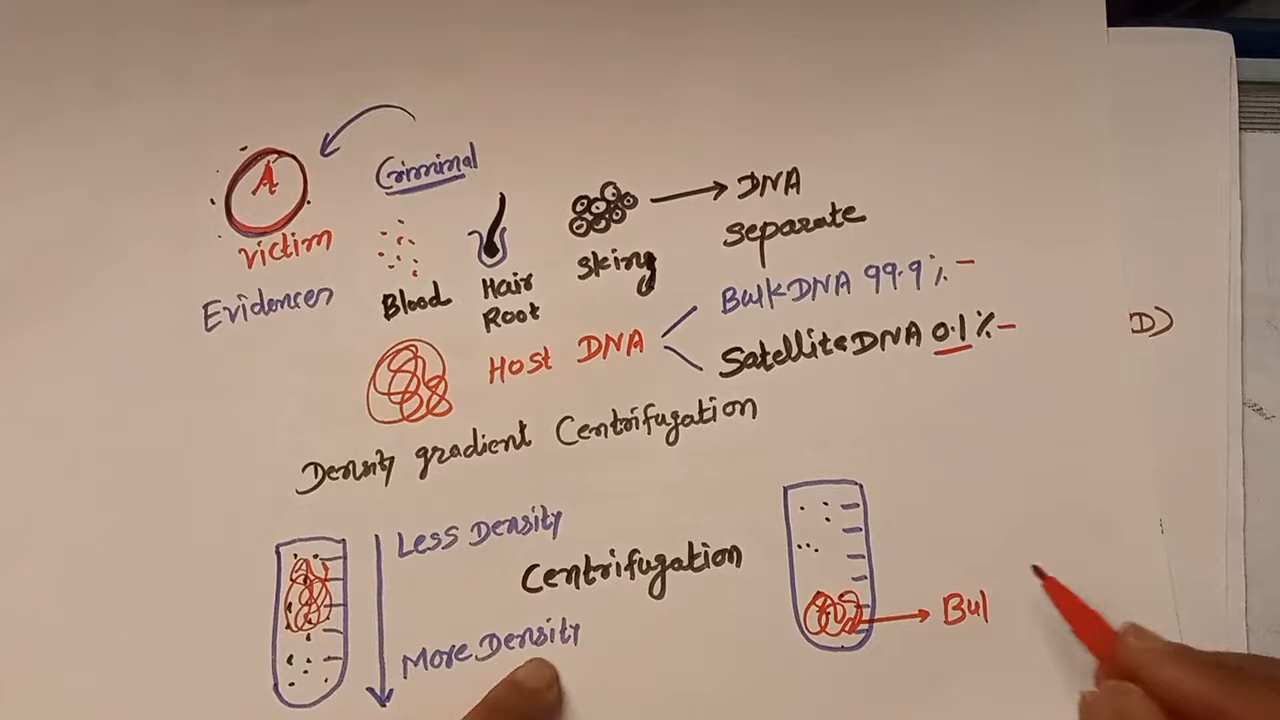 A
Criminal
victim
Evidences
Blood
Hair
Root
Sking
DNA
separate
HOST DNA
Bulk DNA 99.9%
Satellite DNA 0.1%
D)
Density gradient Centrifugation
Less Density
More Density
Centrifugation
Bul